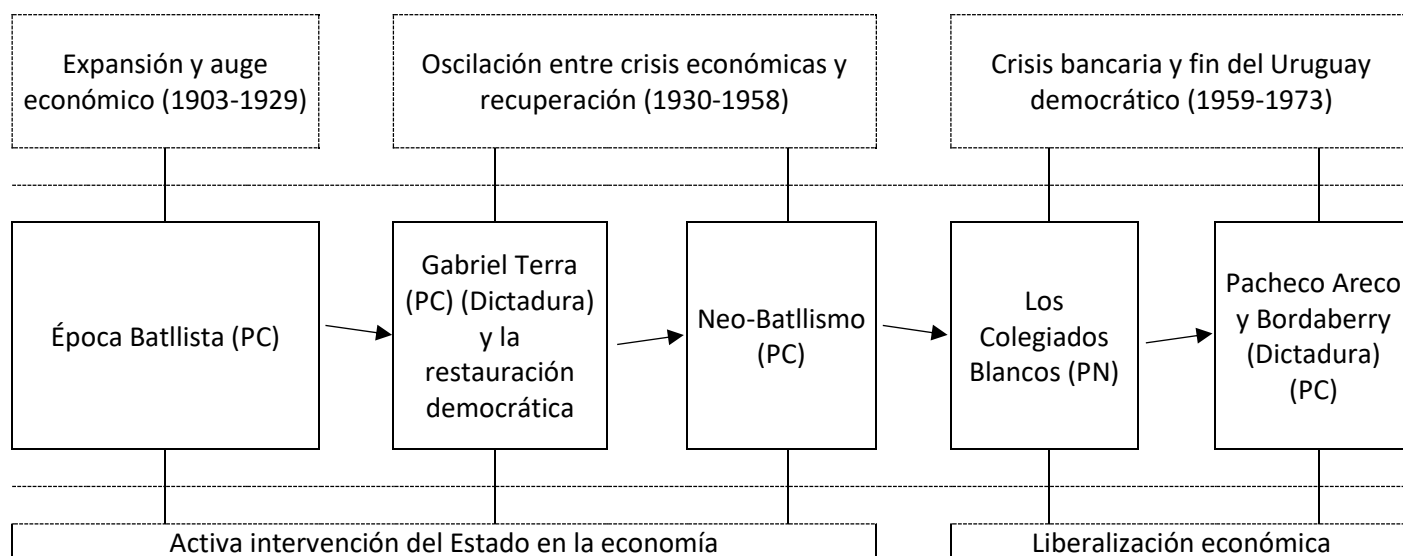 Expansión y auge
económico (1903-1929)
Oscilación entre crisis económicas y
recuperación (1930-1958)
Crisis bancaria y fin del Uruguay
democrático (1959-1973)
Época Batllista (PC)
Gabriel Terra
(PC) (Dictadura)
y la
restauración
democrática
Neo-Batllismo
(PC)
Los
Colegiados
Blancos (PN)
Pacheco Areco
y Bordaberry
(Dictadura)
(PC)
Activa intervención del Estado en la economía
Liberalización económica